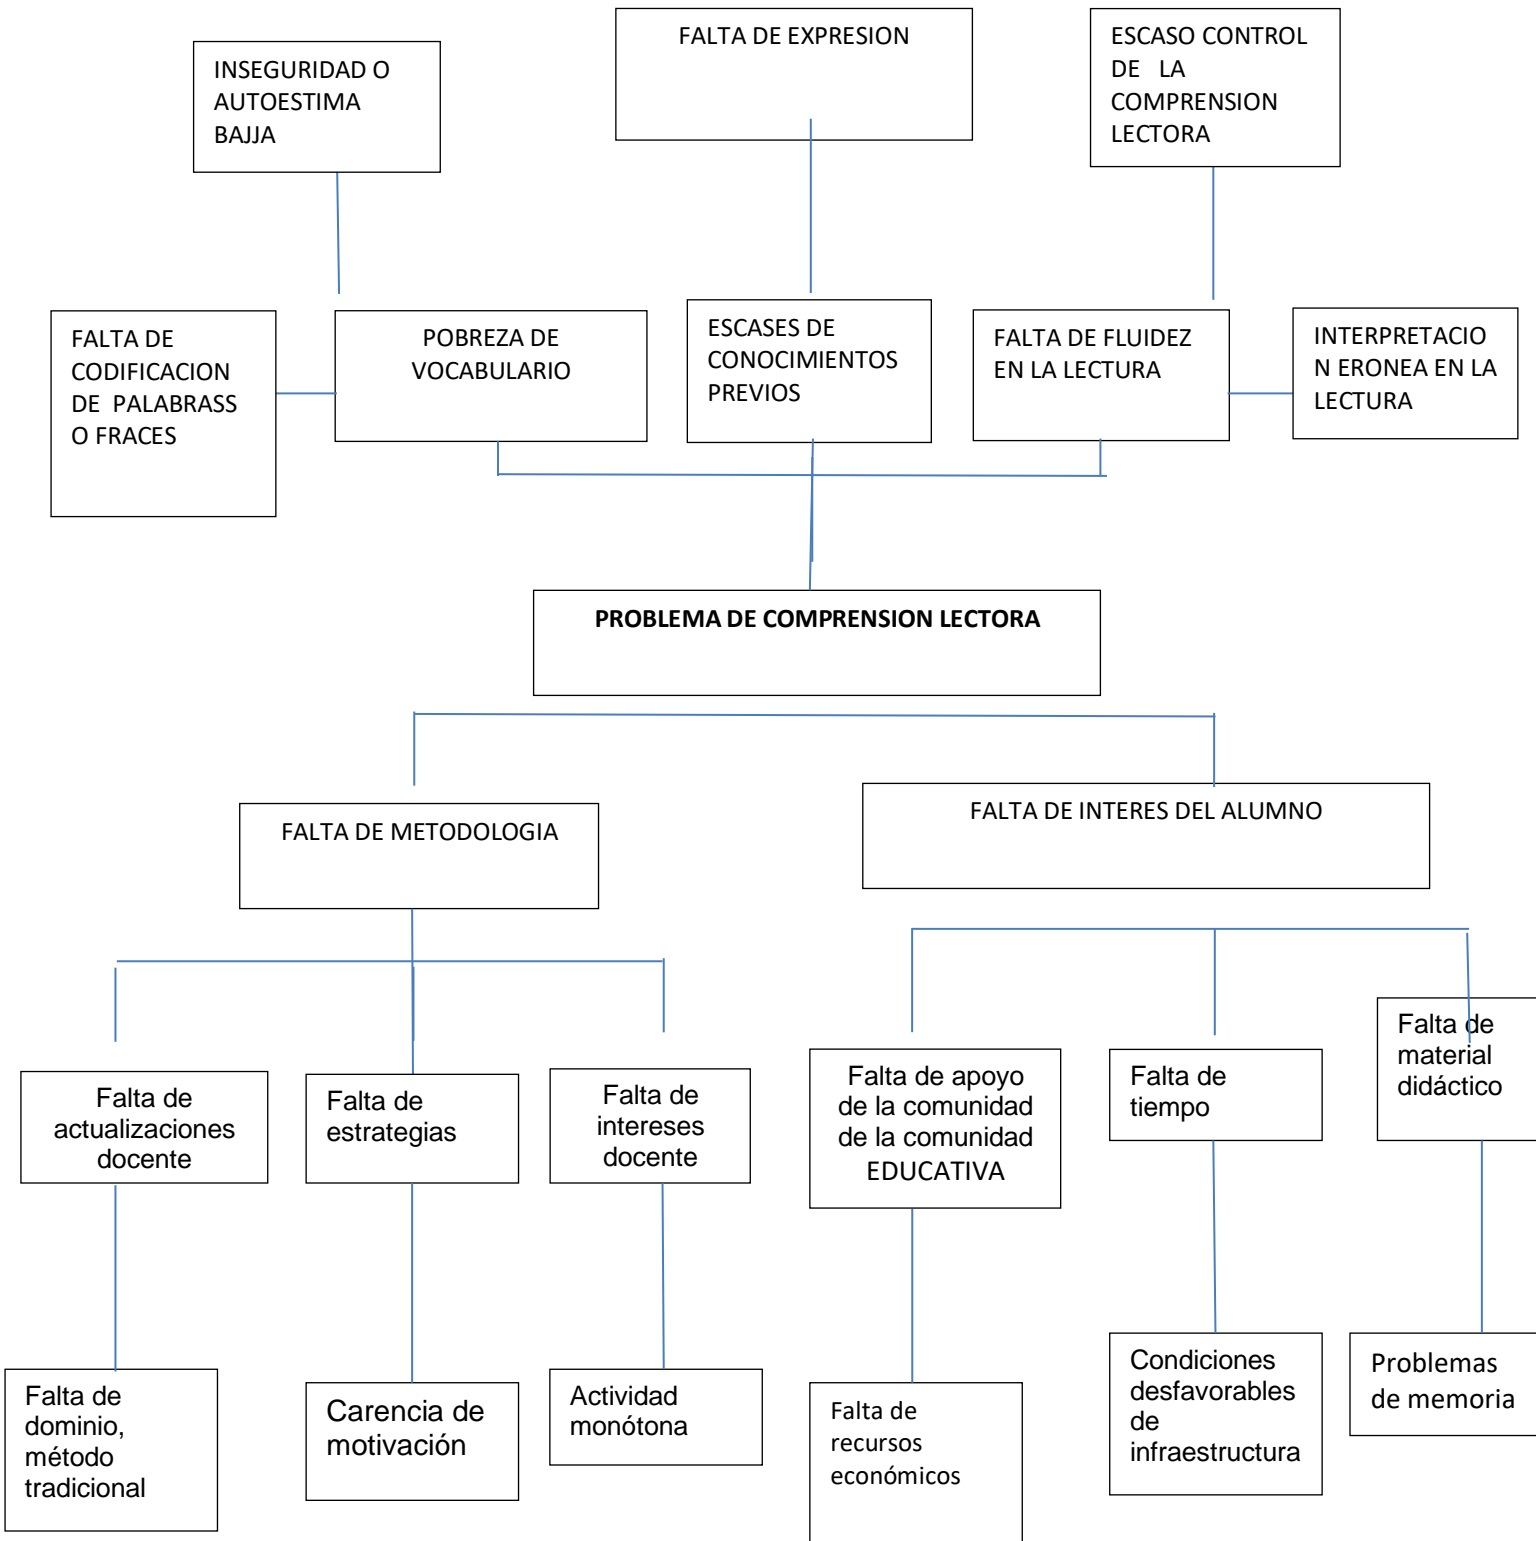 INSEGURIDAD O
AUTOESTIMA
BAJJA
FALTA DE EXPRESION
ESCASO CONTROL
DE LA
COMPRENSION
LECTORA
FALTA DE
CODIFICACION
DE PALABRASS
O FRACES
POBREZA DE
VOCABULARIO
ESCASES DE
CONOCIMIENTOS
PREVIOS
FALTA DE FLUIDEZ
EN LA LECTURA
INTERPRETACIO
N ERONEA EN LA
LECTURA
PROBLEMA DE COMPRENSION LECTORA
FALTA DE METODOLOGIA
FALTA DE INTERES DEL ALUMNO
Falta de
actualizaciones
docente
Falta de
estrategias
Falta de
intereses
docente
Falta de apoyo
de la comunidad
de la comunidad
EDUCATIVA
Falta de
tiempo
Falta de
material
didáctico
Falta de
dominio,
método
tradicional
Carencia de
motivación
Actividad
monótona
Falta de
recursos
económicos
Condiciones
desfavorables
de
infraestructura
Problemas
de memoria